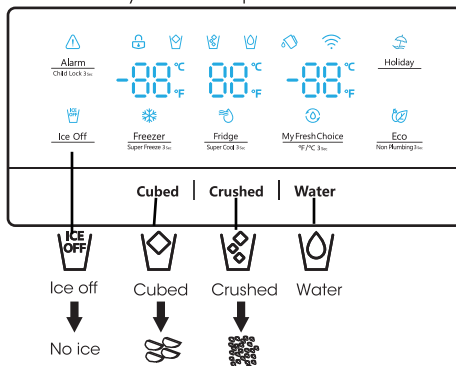 -88 °C °F 88 °C °F -88 °C °F
Alarm
Child Lock 3Sec
Holiday
ICE OFF
Ice Off Freezer Fridge My Fresh Choice Eco
Super Freeze 3Sec Super Cool 3Sec °F/°C 3Sec Non Plumbing 3Sec
Cubed | Crushed | Water
ICE
OFF
Ice off Cubed Crushed Water
No ice